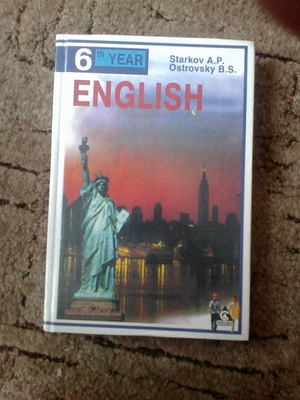 6th YEAR
Starkov A.P.
Ostrovsky B.S.
ENGLISH